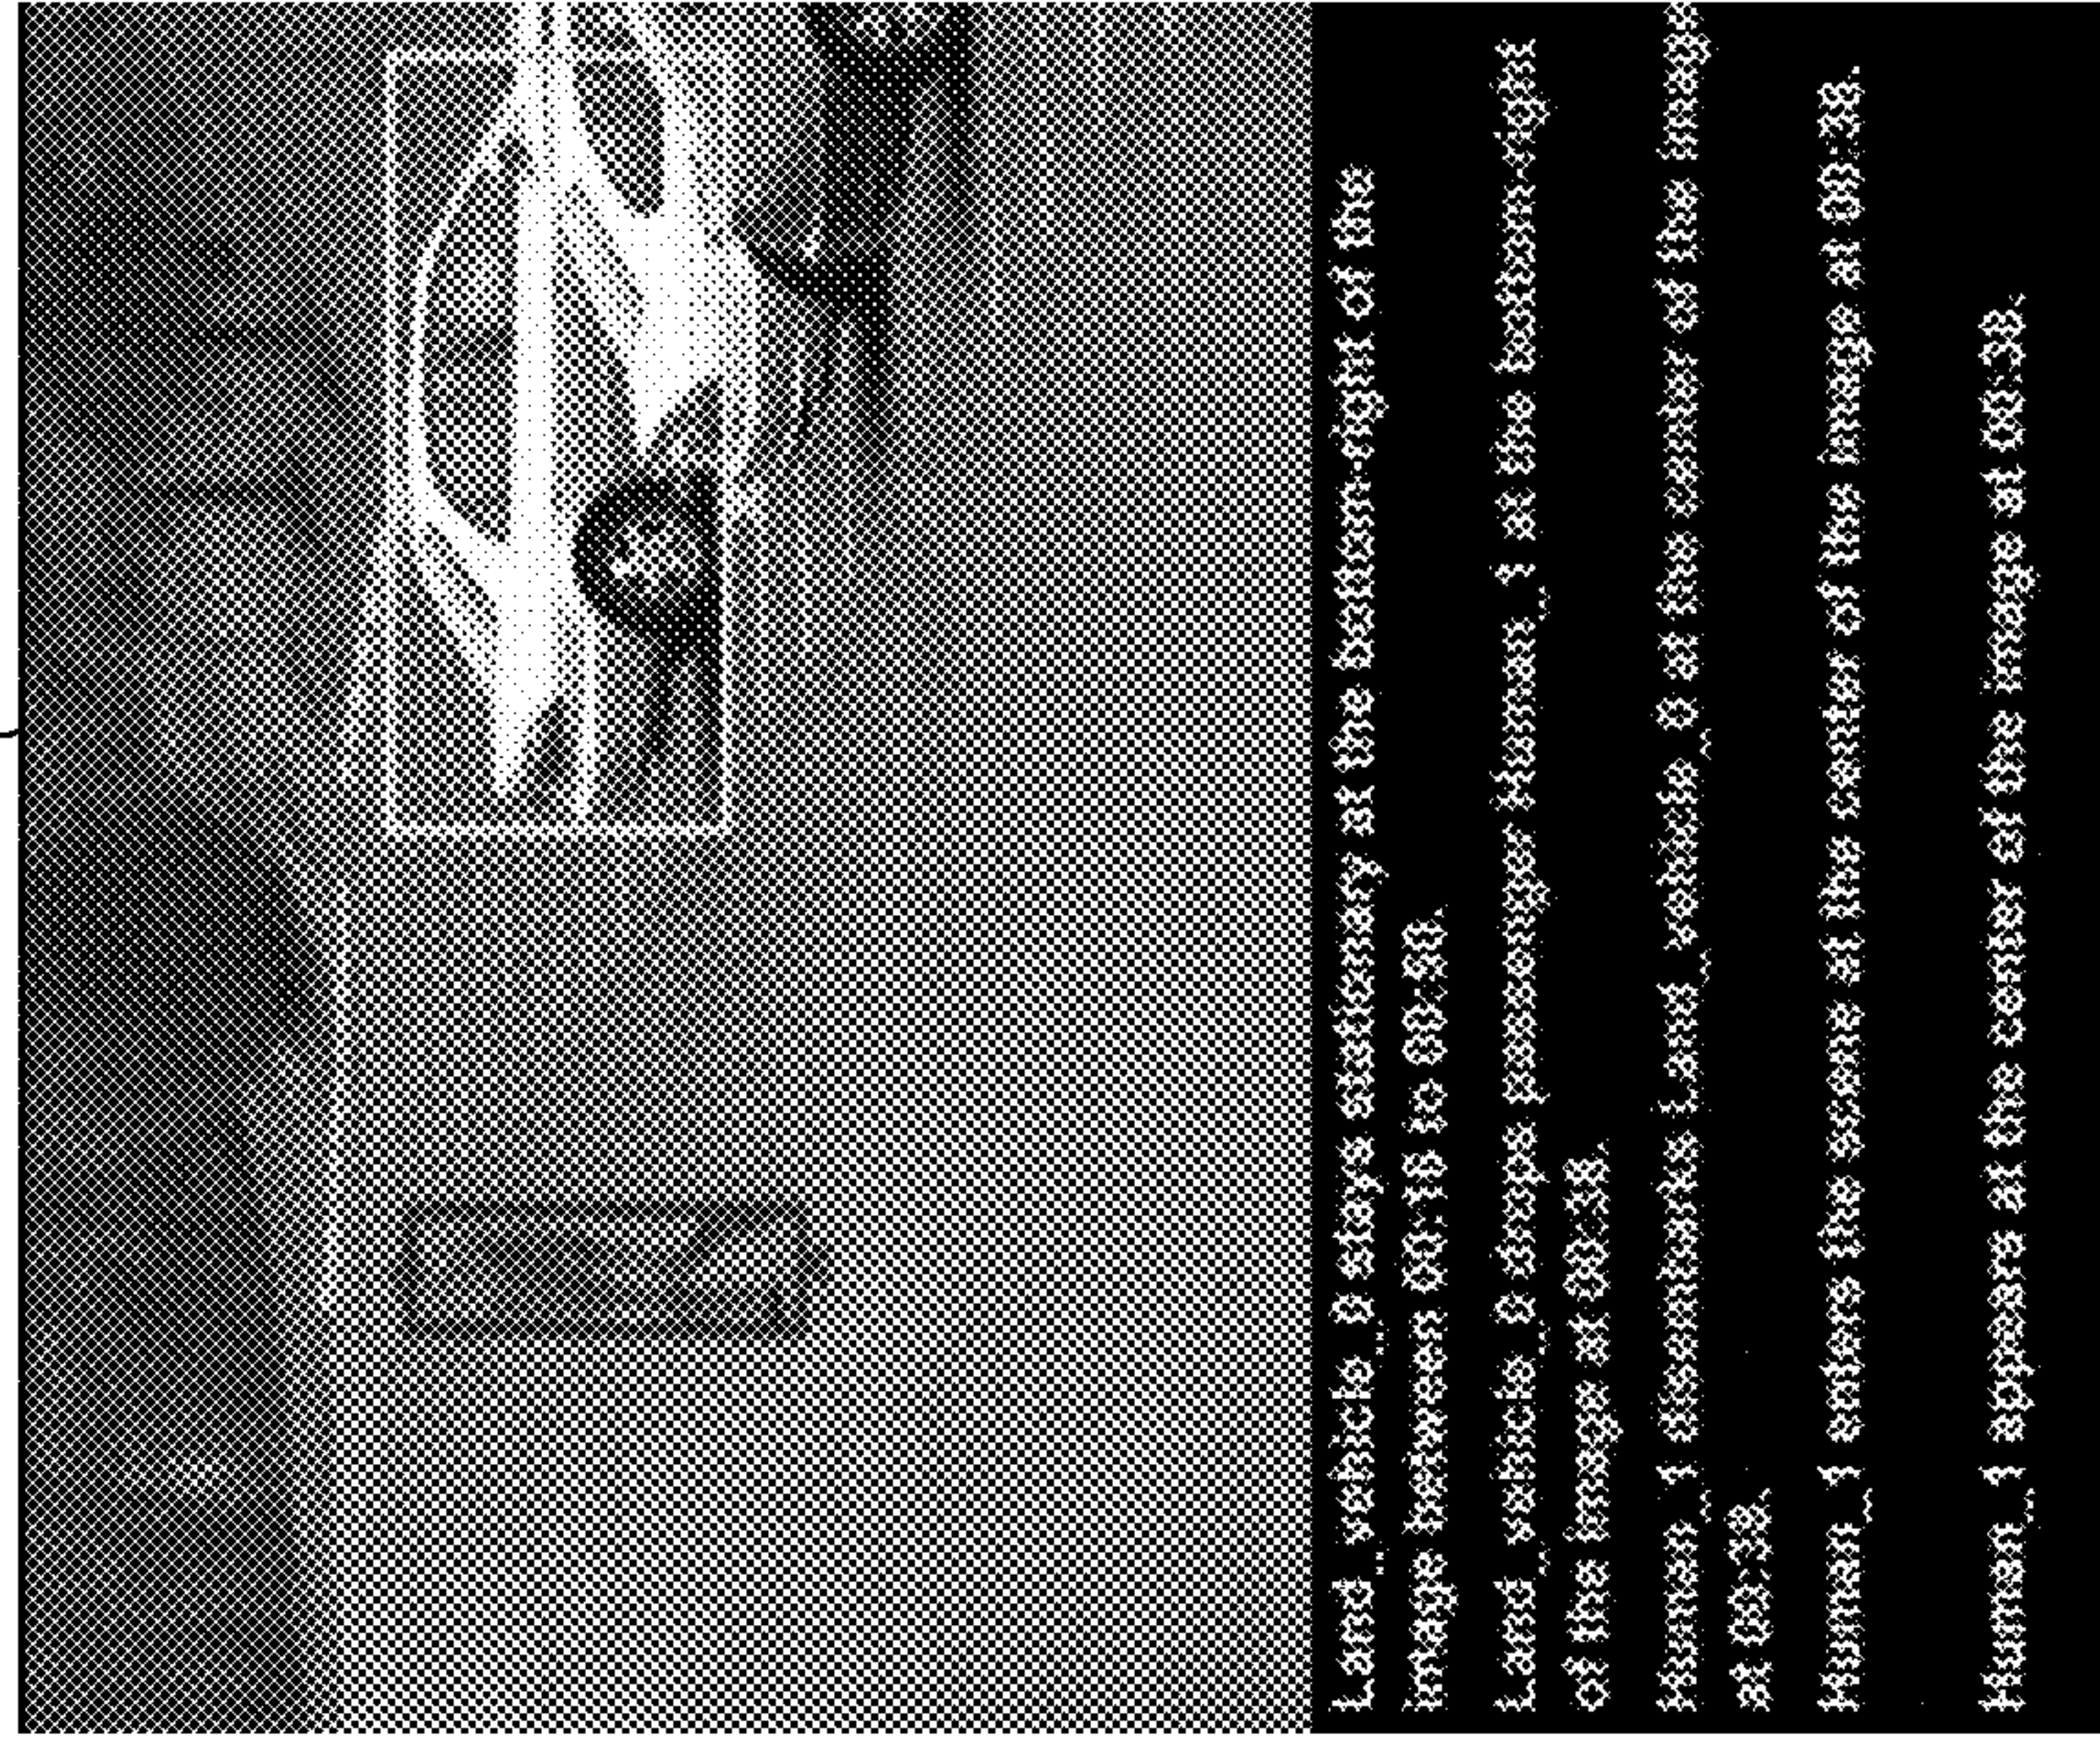 Land_vehicle_0 stays stationary at the bottom-right of the
image between 00:18 to 00:50.
Land_vehicle_0 drops passenger Human_1 at the bottom-right
of the image at 00:38.
Human_1 disembarks Land_vehicle_0 at the center of the image
at 00:38.
Human_1 enters the scene at the center of the image at 00:38.
Human_1 appears at the center of the image at 00:38.